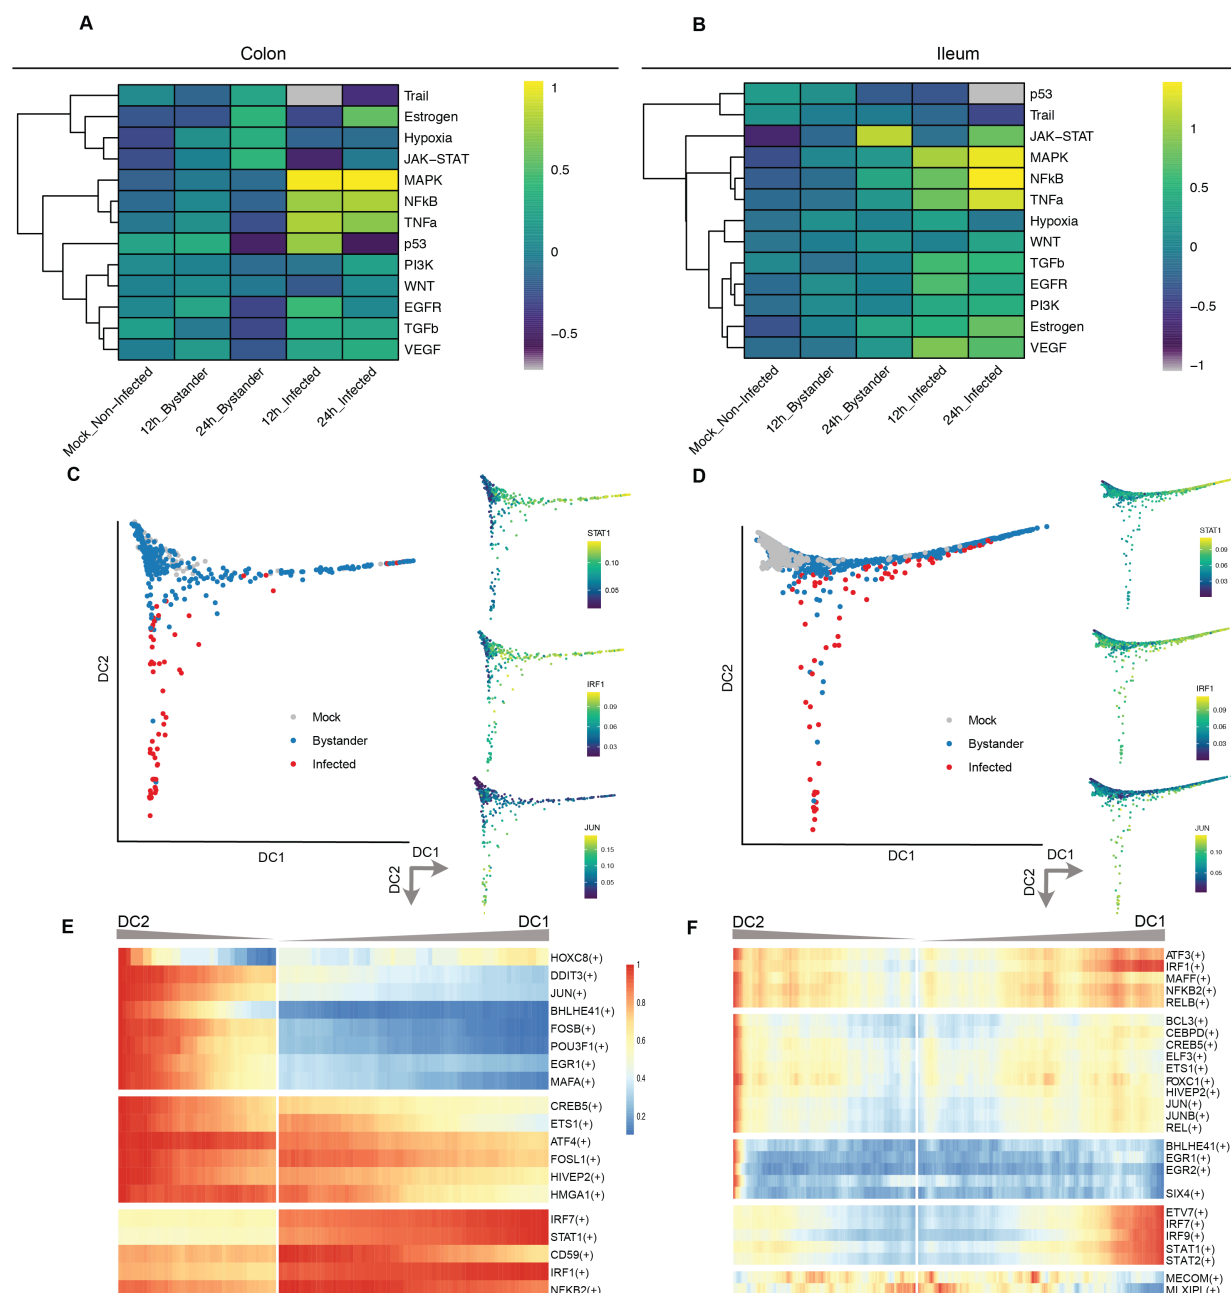 A
Colon
Trail
Estrogen
Hypoxia
JAK−STAT
MAPK
NFkB
TNFa
p53
PI3K
WNT
EGFR
TGFb
VEGF
Mock_Non−Infected
12h_Bystander
24h_Bystander
12h_Infected
24h_Infected
1
0.5
0
−0.5
B
Ileum
p53
Trail
JAK−STAT
MAPK
NFkB
TNFa
Hypoxia
WNT
TGFb
EGFR
PI3K
Estrogen
VEGF
Mock_Non−Infected
12h_Bystander
24h_Bystander
12h_Infected
24h_Infected
1
0.5
0
−0.5
−1
C
DC2
DC1
Mock
Bystander
Infected
STAT1
0.10
0.05
IRF1
0.09
0.06
0.03
JUN
0.15
0.10
0.05
DC1
DC2
D
DC2
DC1
Mock
Bystander
Infected
STAT1
0.09
0.06
0.03
IRF1
0.09
0.06
0.03
JUN
0.10
0.05
DC1
DC2
E
DC2 DC1
HOXC8(+)
DDIT3(+)
JUN(+)
BHLHE41(+)
FOSB(+)
POU3F1(+)
EGR1(+)
MAFA(+)
CREB5(+)
ETS1(+)
ATF4(+)
FOSL1(+)
HIVEP2(+)
HMGA1(+)
IRF7(+)
STAT1(+)
CD59(+)
IRF1(+)
NFKB2(+)
1
0.8
0.6
0.4
0.2
F
DC2 DC1
ATF3(+)
IRF1(+)
MAFF(+)
NFKB2(+)
RELB(+)
BCL3(+)
CEBPD(+)
CREB5(+)
ELF3(+)
ETS1(+)
FOXC1(+)
HIVEP2(+)
JUN(+)
JUNB(+)
REL(+)
BHLHE41(+)
EGR1(+)
EGR2(+)
SIX4(+)
ETV7(+)
IRF7(+)
IRF9(+)
STAT1(+)
STAT2(+)
MECOM(+)
MLXIPL(+)